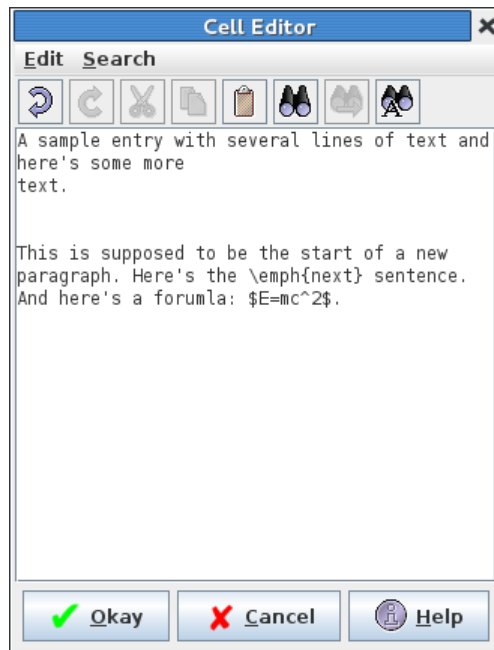 Cell Editor
Edit Search
A sample entry with several lines of text and
here's some more
text.
This is supposed to be the start of a new
paragraph. Here's the \emph{next} sentence.
And here's a forumla: $E=mc^2$.
Okay Cancel Help